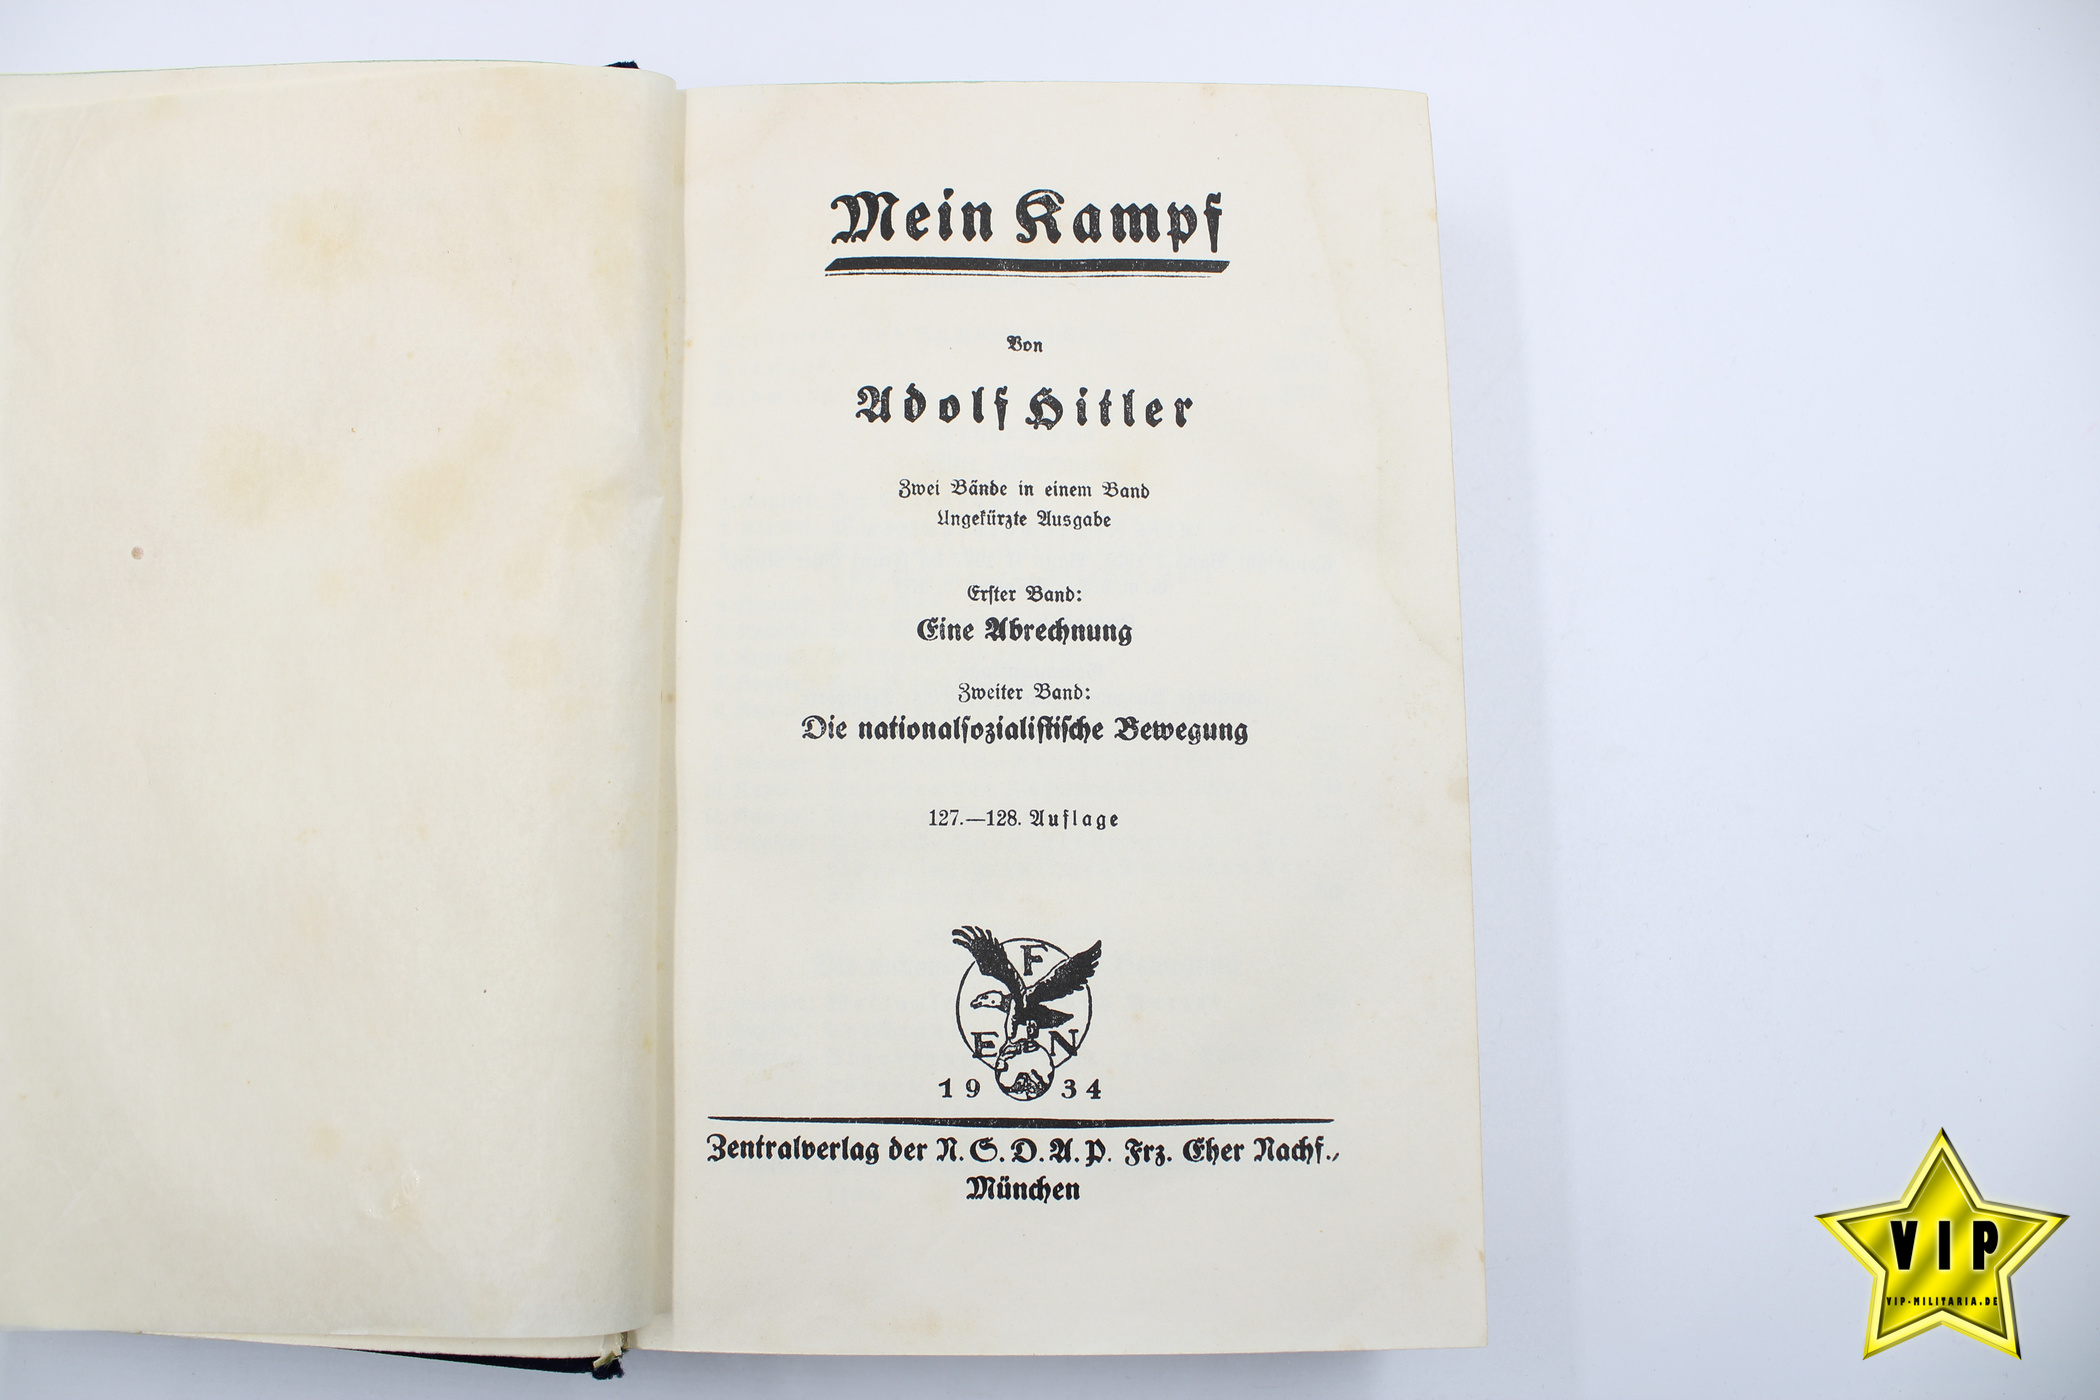 Mein Kampf
Von
Adolf Hitler
Zwei Bände in einem Band
Ungekürzte Ausgabe
Erster Band:
Eine Abrechnung
Zweiter Band:
Die nationalsozialistische Bewegung
127.—128. Auflage
F
E N
19 34
Zentralverlag der N.S.D.A.P. Frz. Eher Nachf.,
München
VIP
VIP-MILITARIA.DE